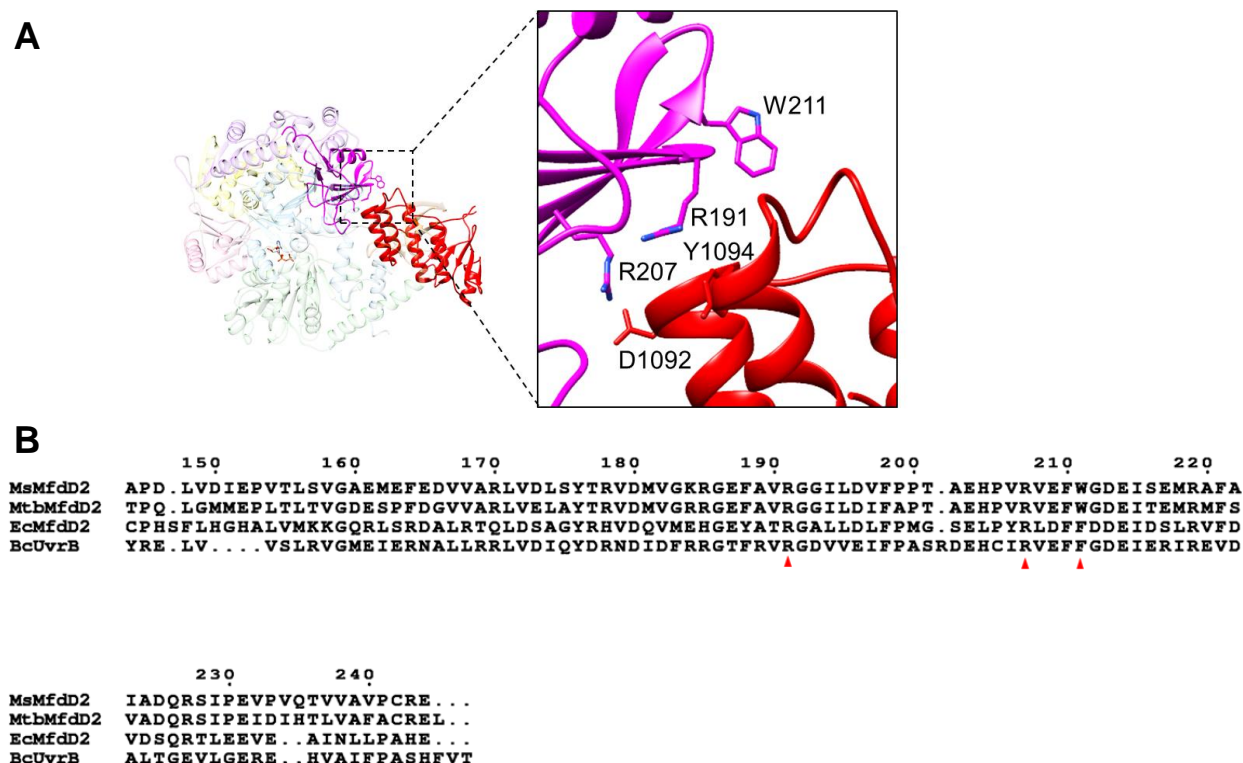 A
W211
R191
Y1094
R207
D1092
B
150 160 170 180 190 200 210 220
MsMfdD2 APD.LVDIEPVTLSVGAEMEFEDVVARLVDLSYTRVDMVGKRGEFAVRGGILDVFPPT.AEHPVRVEFWGDEISEMRAFA
MtbMfdD2 TPQ.LGMMEPLTLTVGDESPFDGVVARLVELAYTRVDMVGRRGEFAVRGGILDIFAPT.AEHPVRVEFWGDEITEMRMFS
EcMfdD2 CPHSFLHGHALVMKKGQRLSRDALRTQLDSAGYRHVDQVMEHGEYATRGALLDLFPMG.SELPYRLDFFDDEIDSLRVFD
BcUvrB YRE.LV....VSLRVGMEIERNALLRRLVDIQYDRNDIDFRRGTFRVRGDVVEIFPASRDEHCIRVEFFGDEIERIREVD
230 240
MsMfdD2 IADQRSIPEVPVQTVVAVPCRE...
MtbMfdD2 VADQRSIPEIDIHTLVAFACREL..
EcMfdD2 VDSQRTLEEVE..AINLLPAHE...
BcUvrB ALTGEVLGERE..HVAIFPASHFVT